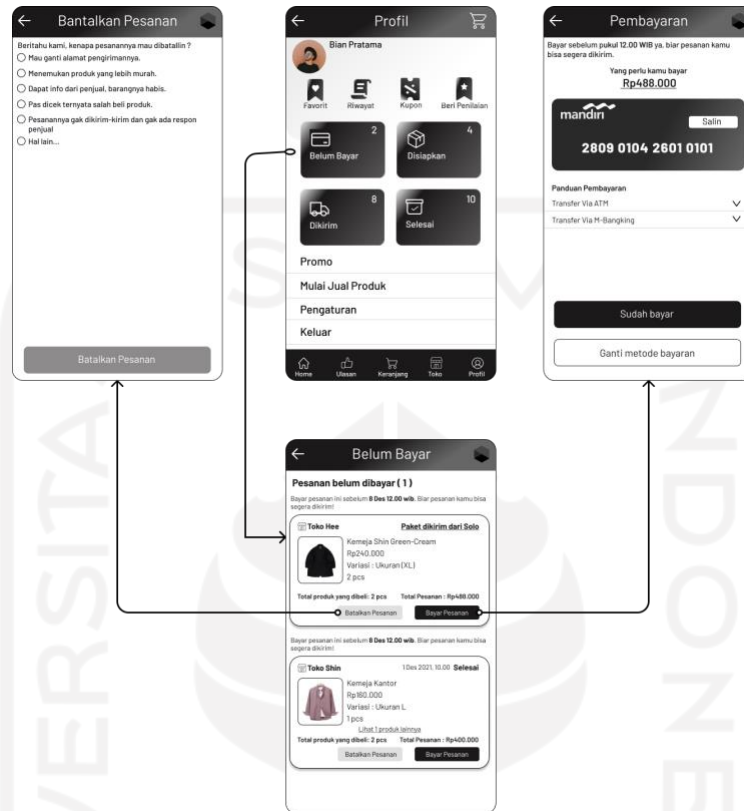 Bantalkan Pesanan
Beritahu kami, kenapa pesanannya mau dibatallin ?
Mau ganti alamat pengirimannya.
Menemukan produk yang lebih murah.
Dapat info dari penjual, barangnya habis.
Pas dicek ternyata salah beli produk.
Pesanannya gak dikirim-kirim dan gak ada respon
penjual
Hal lain...
Batalkan Pesanan
Profil
Bian Pratama
Favorit
Riwayat
Kupon
Beri Penilaian
2
Belum Bayar
4
Disiapkan
8
Dikirim
10
Selesai
Promo
Mulai Jual Produk
Pengaturan
Keluar
Home
Ulasan
Keranjang
Toko
Profil
Pembayaran
Bayar sebelum pukul 12.00 WIB ya, biar pesanan kamu
bisa segera dikirim.
Yang perlu kamu bayar
Rp488.000
mandiri
Salin
2809 0104 2601 0101
Panduan Pembayaran
Transfer Via ATM
Transfer Via M-Bangking
Sudah bayar
Ganti metode bayaran
Belum Bayar
Pesanan belum dibayar ( 1 )
Bayar pesanan ini sebelum 8 Des 12.00 wib. Biar pesanan kamu bisa
segera dikirim!
Toko Hee
Paket dikirim dari Solo
Kemeja Shin Green-Cream
Rp240.000
Variasi : Ukuran (XL)
2 pcs
Total produk yang dibeli: 2 pcs
Total Pesanan : Rp488.000
Batalkan Pesanan
Bayar Pesanan
Bayar pesanan ini sebelum 8 Des 12.00 wib. Biar pesanan kamu bisa
segera dikirim!
Toko Shin
1 Des 2021, 10.00 Selesai
Kemeja Kantor
Rp160.000
Variasi : Ukuran L
1 pcs
Lihat 1 produk lainnya
Total produk yang dibeli: 2 pcs
Total Pesanan : Rp400.000
Batalkan Pesanan
Bayar Pesanan